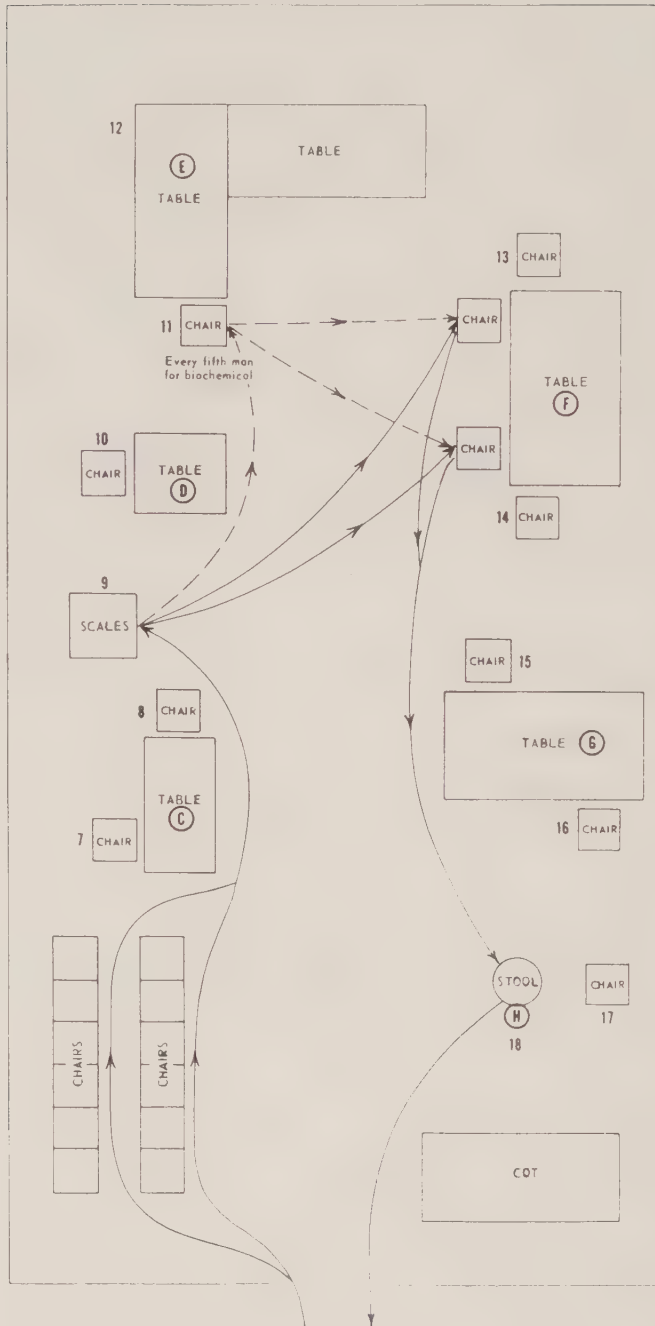 12
E
TABLE
TABLE
13
CHAIR
11
CHAIR
CHAIR
Every fifth man
for biochemical
TABLE
F
10
CHAIR
TABLE
D
CHAIR
14
CHAIR
9
SCALES
CHAIR
15
8
CHAIR
TABLE
G
TABLE
C
7
CHAIR
16
CHAIR
STOOL
H
18
CHAIR
17
CHAIRS
CHAIRS
COT